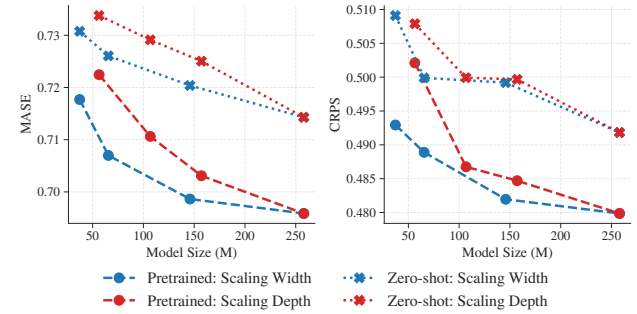 0.73
0.72
0.71
0.70
MASE
50
100
150
200
250
Model Size (M)
0.510
0.505
0.500
0.495
0.490
0.485
0.480
CRPS
50
100
150
200
250
Model Size (M)
Pretrained: Scaling Width
Pretrained: Scaling Depth
Zero-shot: Scaling Width
Zero-shot: Scaling Depth